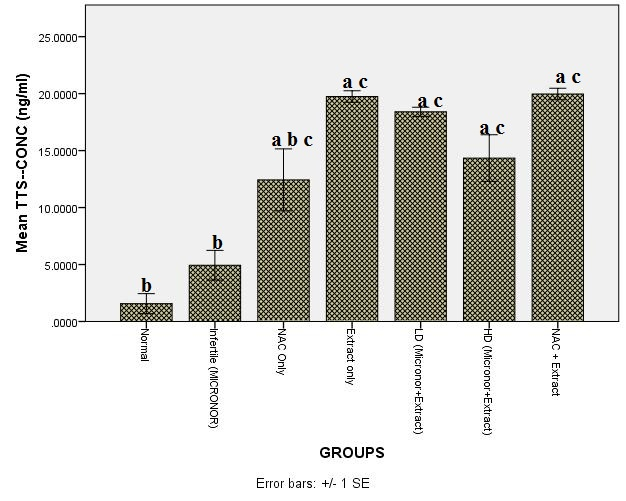 Mean TTS--CONC (ng/ml)
25.0000
20.0000
15.0000
10.0000
5.0000
.0000
b
b
a b c
a c
a c
a c
a c
Normal
Infertile (MICRONOR)
NAC Only
Extract only
LD (Micronor+Extract)
HD (Micronor+Extract)
NAC + Extract
GROUPS
Error bars: +/- 1 SE